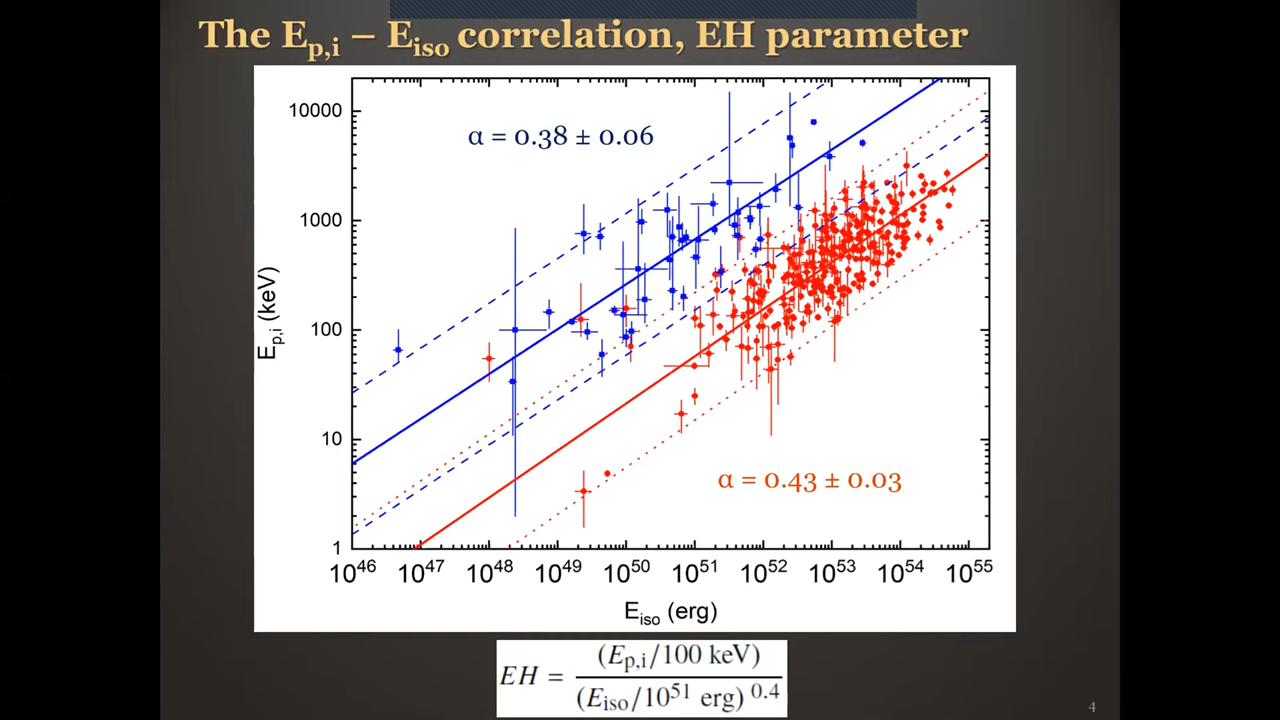 The Ep,i – Eiso correlation, EH parameter
α = 0.38 ± 0.06
α = 0.43 ± 0.03
10000
1000
100
10
1
Ep,i (keV)
10^46 10^47 10^48 10^49 10^50 10^51 10^52 10^53 10^54 10^55
Eiso (erg)
EH = (Ep,i/100 keV)
(Eiso/10^51 erg) ^0.4
4